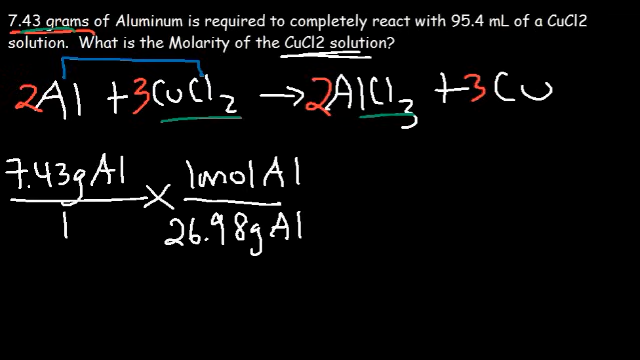 7.43 grams of Aluminum is required to completely react with 95.4 mL of a CuCl2
solution. What is the Molarity of the CuCl2 solution?
2Al + 3CuCl₂ → 2AlCl₃ + 3Cu
7.43g Al × 1mol Al
1 26.98g Al